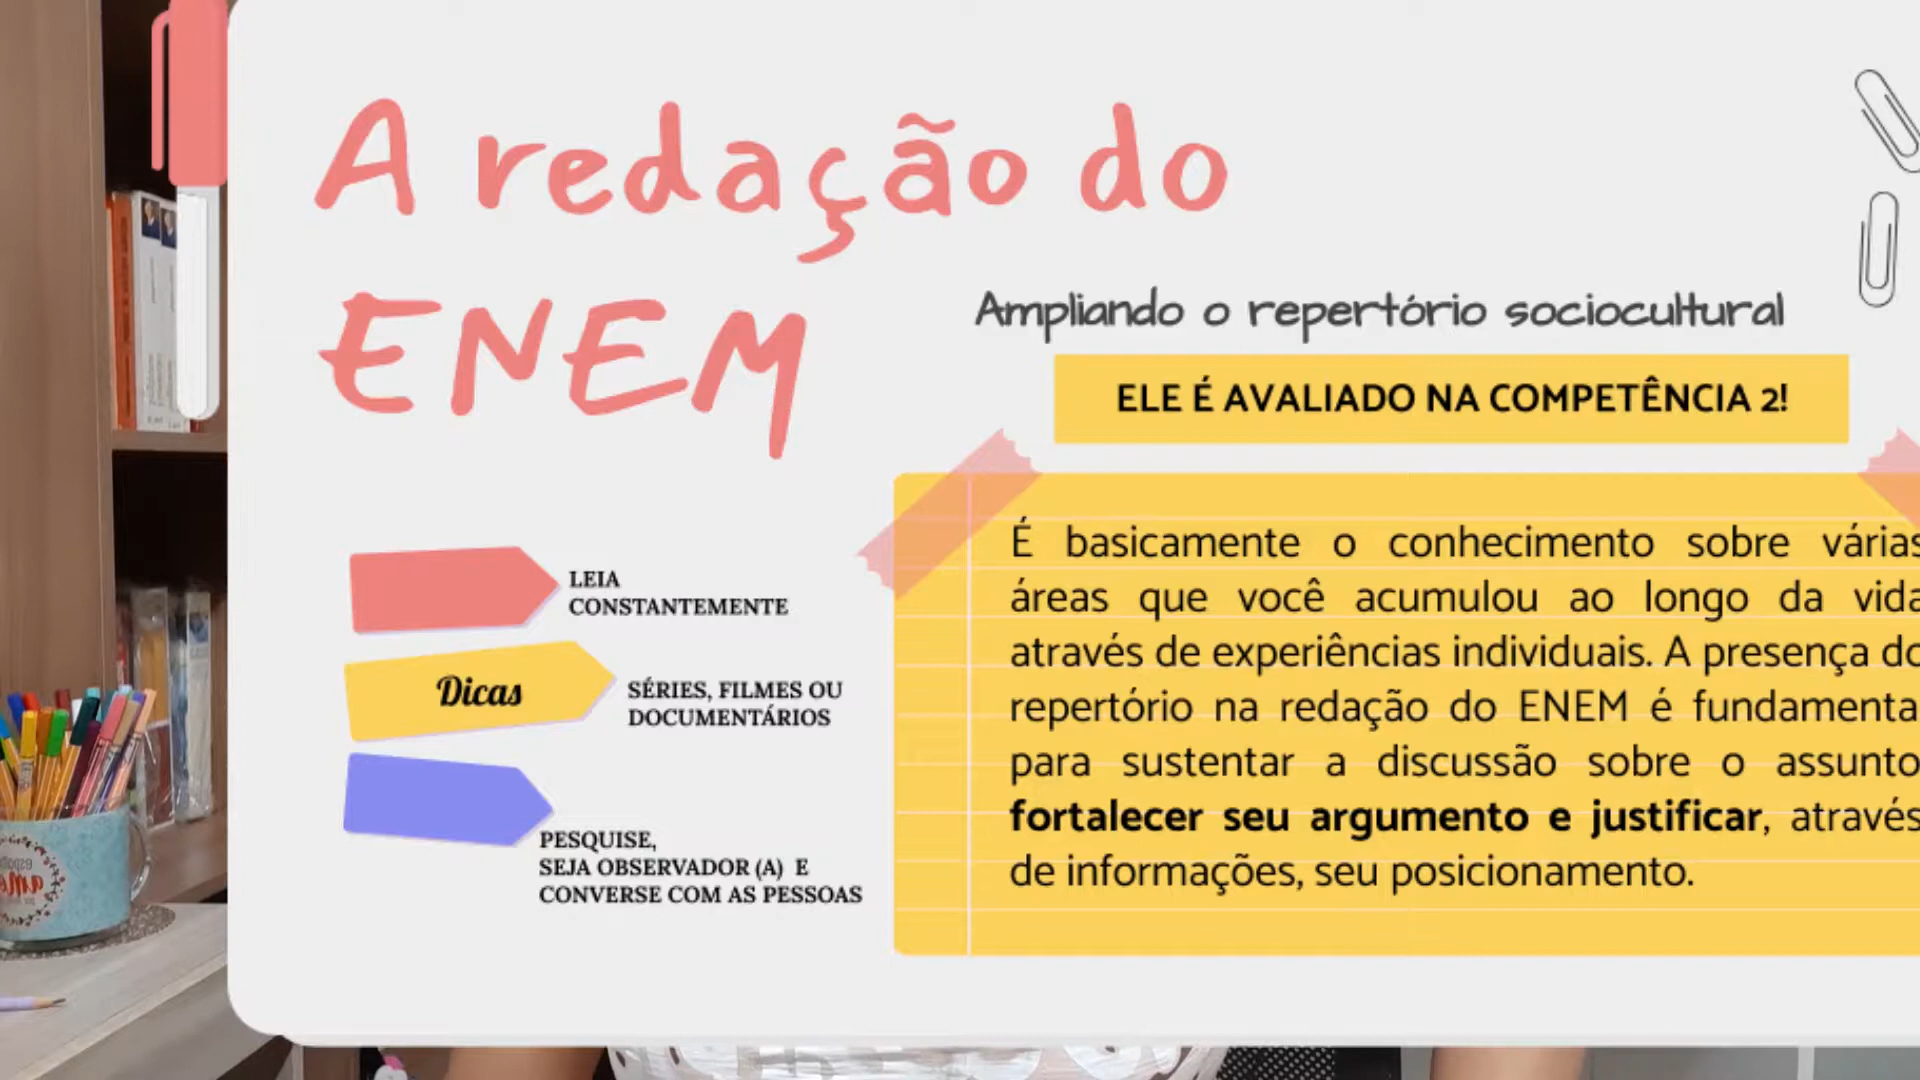 A redação do
ENEM
Ampliando o repertório sociocultural
ELE É AVALIADO NA COMPETÊNCIA 2!
É basicamente o conhecimento sobre várias
áreas que você acumulou ao longo da vida
através de experiências individuais. A presença do
repertório na redação do ENEM é fundamental
para sustentar a discussão sobre o assunto
fortalecer seu argumento e justificar, através
de informações, seu posicionamento.
LEIA
CONSTANTEMENTE
Dicas
SÉRIES, FILMES OU
DOCUMENTÁRIOS
PESQUISE,
SEJA OBSERVADOR (A) E
CONVERSE COM AS PESSOAS